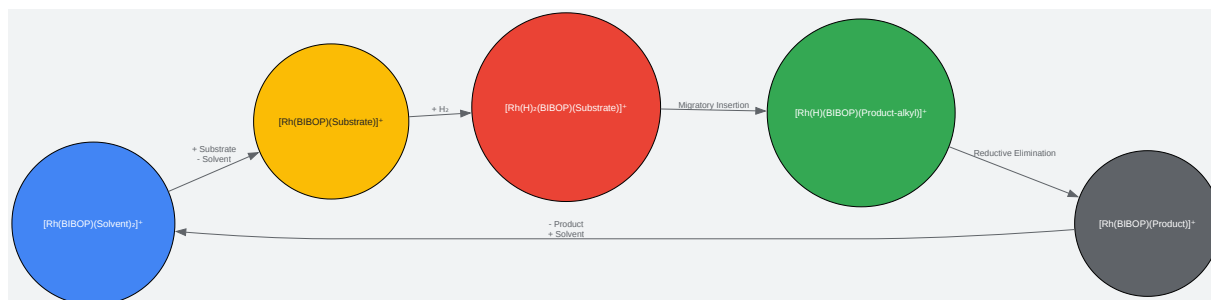 [Rh(BIBOP)(Solvent)₂]⁺
+ Substrate
- Solvent
[Rh(BIBOP)(Substrate)]⁺
+ H₂
[Rh(H)₂(BIBOP)(Substrate)]⁺
Migratory Insertion
[Rh(H)(BIBOP)(Product-alkyl)]⁺
Reductive Elimination
[Rh(BIBOP)(Product)]⁺
- Product
+ Solvent